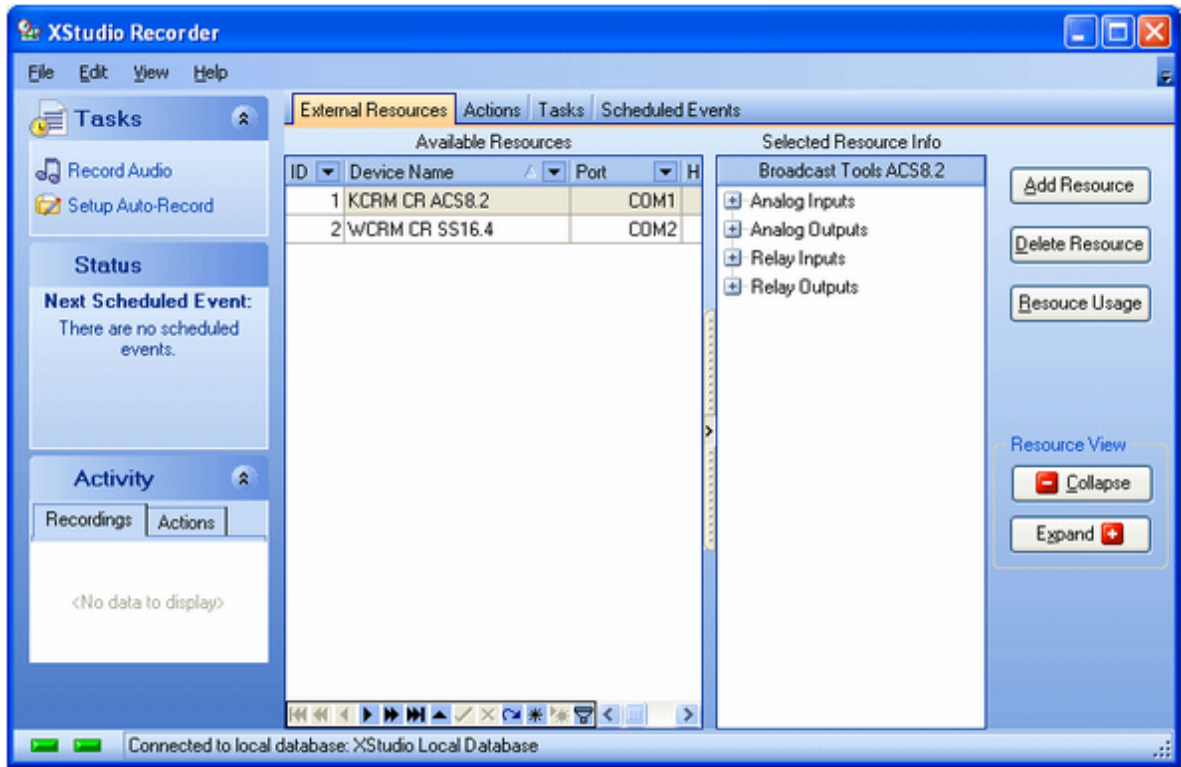 XStudio Recorder
File Edit View Help
Tasks
Record Audio
Setup Auto-Record
Status
Next Scheduled Event:
There are no scheduled
events.
Activity
Recordings Actions
<No data to display>
External Resources Actions Tasks Scheduled Events
Available Resources
ID Device Name Port H
1 KCRM CR ACS8.2 COM1
2 WCRM CR SS16.4 COM2
Selected Resource Info
Broadcast Tools ACS8.2
Analog Inputs
Analog Outputs
Relay Inputs
Relay Outputs
Add Resource
Delete Resource
Resouce Usage
Resource View
Collapse
Expand
Connected to local database: XStudio Local Database